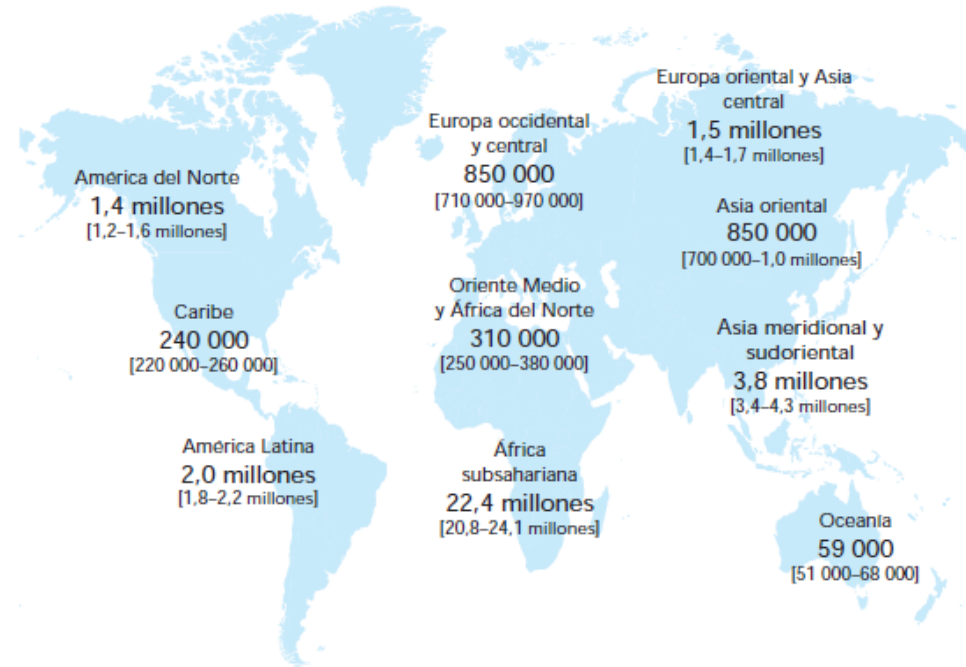 América del Norte
1,4 millones
[1,2–1,6 millones]
Caribe
240 000
[220 000–260 000]
América Latina
2,0 millones
[1,8–2,2 millones]
Europa occidental
y central
850 000
[710 000–970 000]
Oriente Medio
y África del Norte
310 000
[250 000–380 000]
África
subsahariana
22,4 millones
[20,8–24,1 millones]
Europa oriental y Asia
central
1,5 millones
[1,4–1,7 millones]
Asia oriental
850 000
[700 000–1,0 millones]
Asia meridional y
sudoriental
3,8 millones
[3,4–4,3 millones]
Oceanía
59 000
[51 000–68 000]